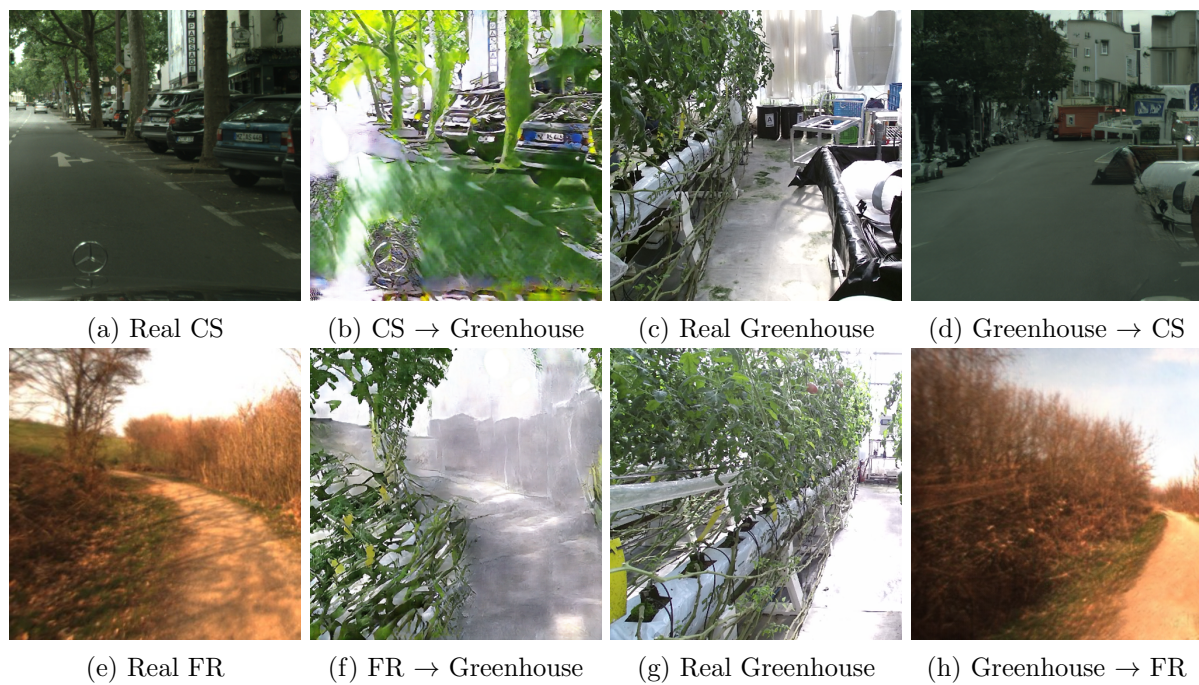 (a) Real CS
(b) CS → Greenhouse
(c) Real Greenhouse
(d) Greenhouse → CS
(e) Real FR
(f) FR → Greenhouse
(g) Real Greenhouse
(h) Greenhouse → FR